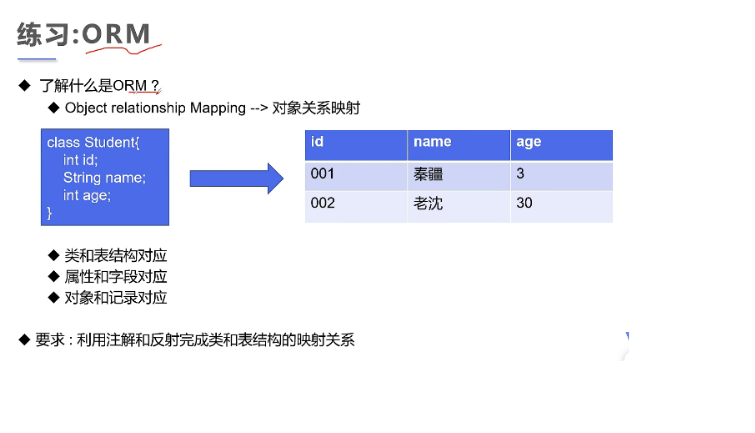 练习:ORM
◆ 了解什么是ORM ?
◆ Object relationship Mapping --> 对象关系映射
class Student{
int id;
String name;
int age;
}
id name age
001 秦疆 3
002 老沈 30
◆ 类和表结构对应
◆ 属性和字段对应
◆ 对象和记录对应
◆ 要求 : 利用注解和反射完成类和表结构的映射关系